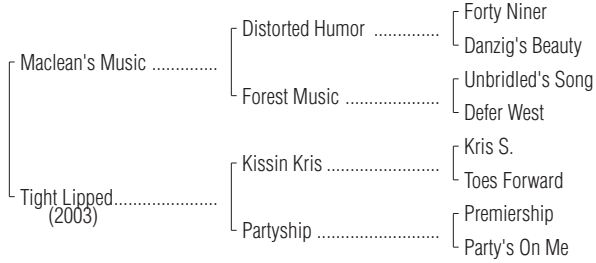 Forty Niner
Distorted Humor ..............
Danzig's Beauty
Maclean's Music ..............
Unbridled's Song
Forest Music ....................
Defer West
Kris S.
Kissin Kris ........................
Toes Forward
Tight Lipped......................
(2003)
Premiership
Partyship ..........................
Party's On Me